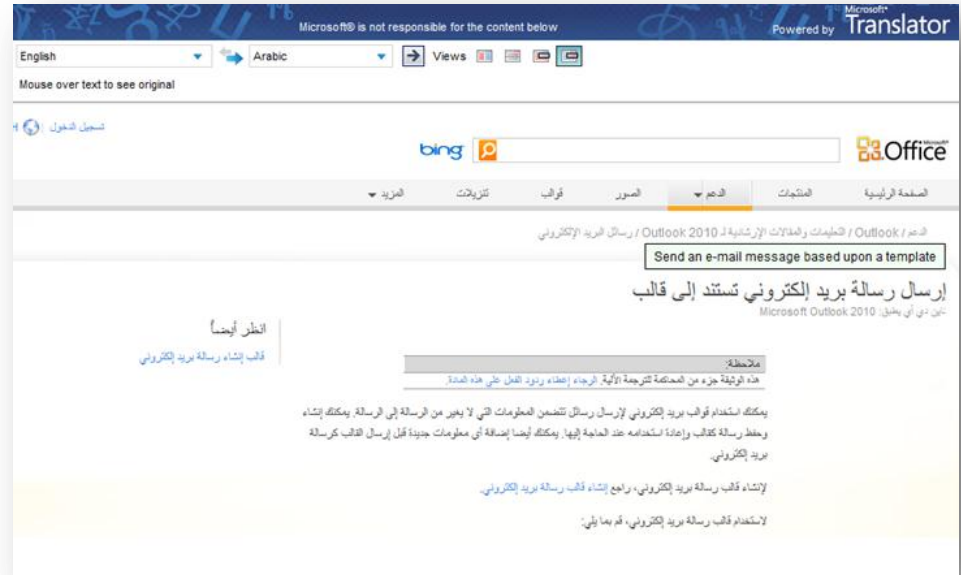 Microsoft® is not responsible for the content below
Powered by
Microsoft®
Translator
English
Arabic
Views
Mouse over text to see original
تسجيل الدخول
bing
Microsoft®
Office
الصفحة الرئيسية
المنتجات
الدعم
الصور
قوالب
تنزيلات
المزيد
الدعم / Outlook / التعليمات والمقالات الإرشادية لـ Outlook 2010 / رسائل البريد الإلكتروني
Send an e-mail message based upon a template
إرسال رسالة بريد إلكتروني تستند إلى قالب
تاين دي أي يطبق: Microsoft Outlook 2010
انظر أيضاً
قالب إنشاء رسالة بريد إلكتروني
ملاحظة:
هذه الوثيقة جزء من المحاكمة للترجمة الآلية. الرجاء إعطاء ردود الفعل على هذه المادة.
يمكنك استخدام قوالب بريد إلكتروني لإرسال رسائل تتضمن المعلومات التي لا يغير من الرسالة إلى الرسالة. يمكنك إنشاء
وحفظ رسالة كقالب وإعادة استخدامه عند الحاجة إليها. يمكنك أيضا إضافة أي معلومات جديدة قبل إرسال القالب كرسالة
بريد إلكتروني.
لإنشاء قالب رسالة بريد إلكتروني، راجع إنشاء قالب رسالة بريد إلكتروني.
لاستخدام قالب رسالة بريد إلكتروني، قم بما يلي: